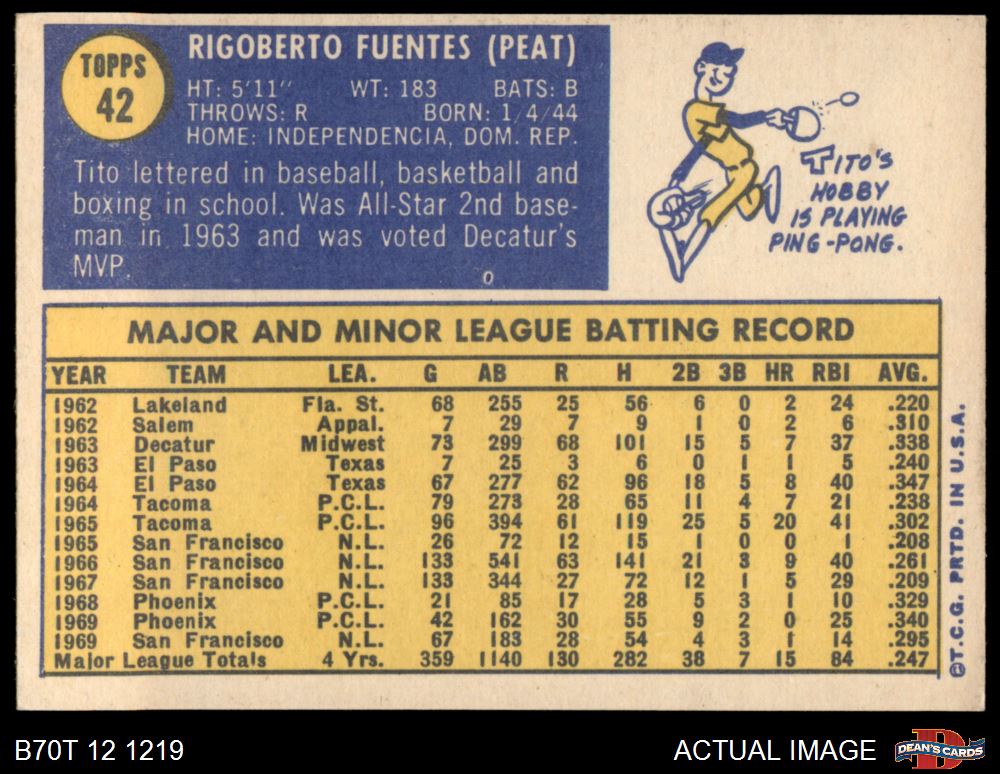 TOPPS
42
RIGOBERTO FUENTES (PEAT)
HT: 5'11" WT: 183 BATS: B
THROWS: R BORN: 1/4/44
HOME: INDEPENDENCIA, DOM. REP.
Tito lettered in baseball, basketball and
boxing in school. Was All-Star 2nd base-
man in 1963 and was voted Decatur's
MVP.
TITO'S
HOBBY
IS PLAYING
PING-PONG.
MAJOR AND MINOR LEAGUE BATTING RECORD
YEAR TEAM LEA. G AB R H 2B 3B HR RBI AVG.
1962 Lakeland Fla. St. 68 255 25 56 6 0 2 24 .220
1962 Salem Appal. 7 29 7 9 1 0 2 6 .310
1963 Decatur Midwest 73 299 68 101 15 5 7 37 .338
1963 El Paso Texas 7 25 3 6 0 1 1 5 .240
1964 El Paso Texas 67 277 62 96 18 5 8 40 .347
1964 Tacoma P.C.L. 79 273 28 65 11 4 7 21 .238
1965 Tacoma P.C.L. 96 394 61 119 25 5 20 41 .302
1965 San Francisco N.L. 26 72 12 15 1 0 0 1 .208
1966 San Francisco N.L. 133 541 63 141 21 3 9 40 .261
1967 San Francisco N.L. 133 344 27 72 12 1 5 29 .209
1968 Phoenix P.C.L. 21 85 17 28 5 3 1 10 .329
1969 Phoenix P.C.L. 42 162 30 55 9 2 0 25 .340
1969 San Francisco N.L. 67 183 28 54 4 3 1 14 .295
Major League Totals 4 Yrs. 359 1140 130 282 38 7 15 84 .247
©T.C.G. PRTD. IN U.S.A.
B70T 12 1219
ACTUAL IMAGE
D
DEAN'S CARDS